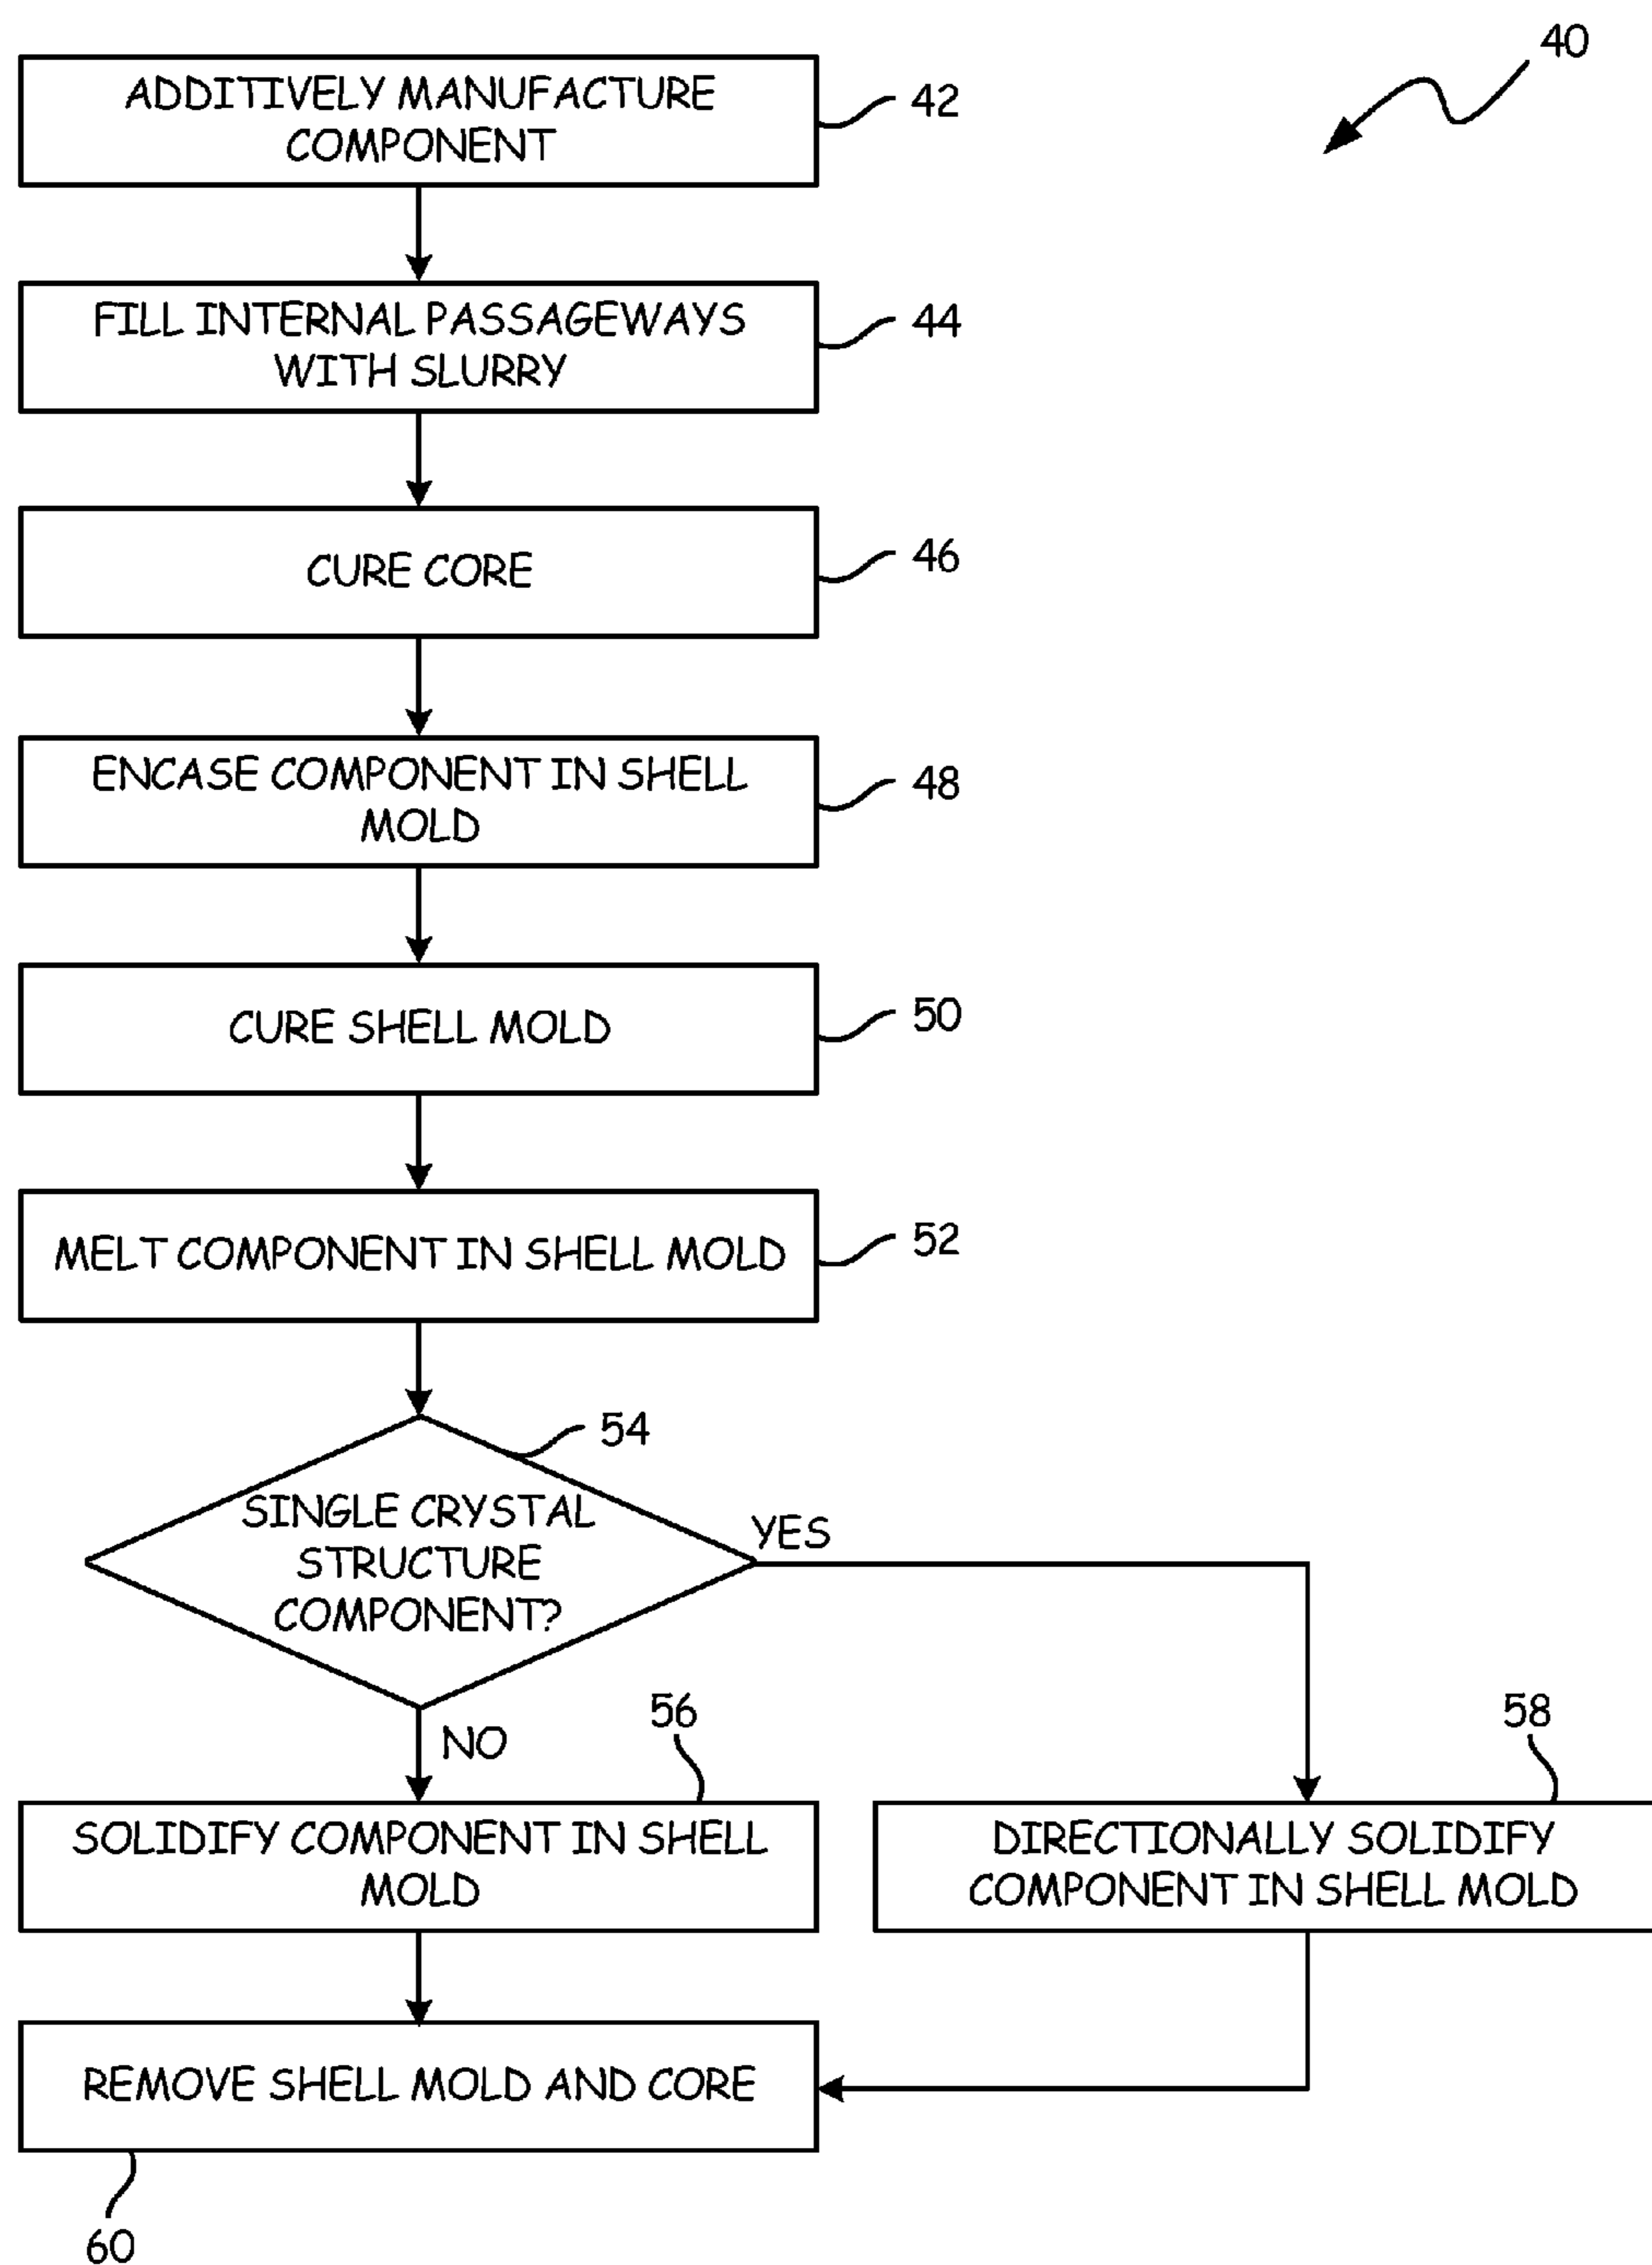 40
ADDITIVELY MANUFACTURE
COMPONENT
42
FILL INTERNAL PASSAGEWAYS
WITH SLURRY
44
CURE CORE
46
ENCASE COMPONENT IN SHELL
MOLD
48
CURE SHELL MOLD
50
MELT COMPONENT IN SHELL MOLD
52
54
SINGLE CRYSTAL
STRUCTURE
COMPONENT?
YES
NO
56
SOLIDIFY COMPONENT IN SHELL
MOLD
58
DIRECTIONALLY SOLIDIFY
COMPONENT IN SHELL MOLD
REMOVE SHELL MOLD AND CORE
60